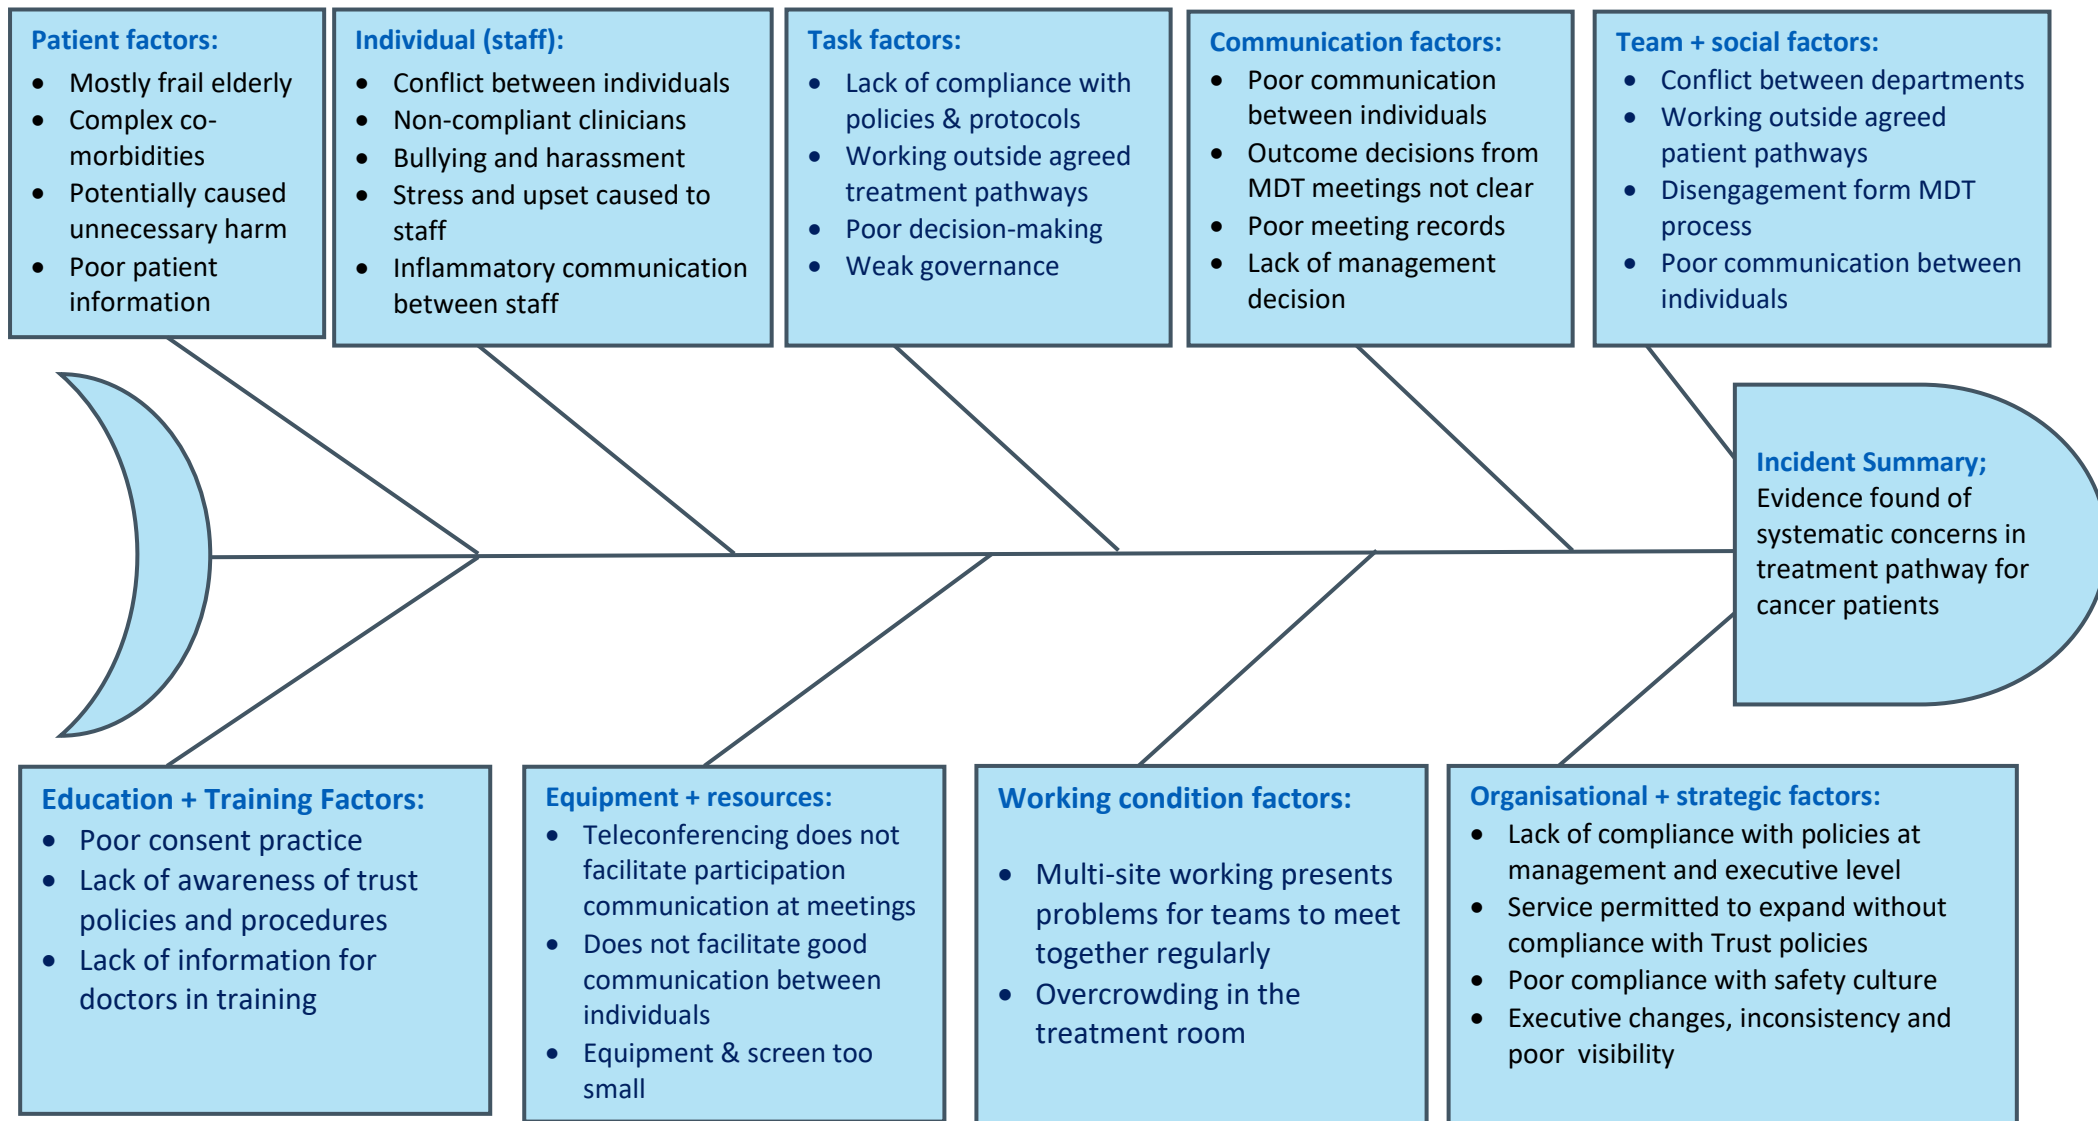 Patient factors:
• Mostly frail elderly
• Complex co-
morbidities
• Potentially caused
unnecessary harm
• Poor patient
information
Individual (staff):
• Conflict between individuals
• Non-compliant clinicians
• Bullying and harassment
• Stress and upset caused to
staff
• Inflammatory communication
between staff
Task factors:
• Lack of compliance with
policies & protocols
• Working outside agreed
treatment pathways
• Poor decision-making
• Weak governance
Communication factors:
• Poor communication
between individuals
• Outcome decisions from
MDT meetings not clear
• Poor meeting records
• Lack of management
decision
Team + social factors:
• Conflict between departments
• Working outside agreed
patient pathways
• Disengagement form MDT
process
• Poor communication between
individuals
Incident Summary;
Evidence found of
systematic concerns in
treatment pathway for
cancer patients
Education + Training Factors:
• Poor consent practice
• Lack of awareness of trust
policies and procedures
• Lack of information for
doctors in training
Equipment + resources:
• Teleconferencing does not
facilitate participation
communication at meetings
• Does not facilitate good
communication between
individuals
• Equipment & screen too
small
Working condition factors:
• Multi-site working presents
problems for teams to meet
together regularly
• Overcrowding in the
treatment room
Organisational + strategic factors:
• Lack of compliance with policies at
management and executive level
• Service permitted to expand without
compliance with Trust policies
• Poor compliance with safety culture
• Executive changes, inconsistency and
poor visibility